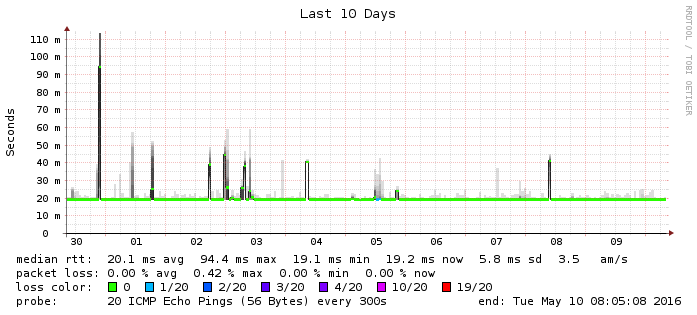 Last 10 Days
RRDTOOL / TOBI OETIKER
Seconds
110 m
100 m
90 m
80 m
70 m
60 m
50 m
40 m
30 m
20 m
10 m
0
30 01 02 03 04 05 06 07 08 09
median rtt: 20.1 ms avg 94.4 ms max 19.1 ms min 19.2 ms now 5.8 ms sd 3.5 am/s
packet loss: 0.00 % avg 0.42 % max 0.00 % min 0.00 % now
loss color: 0 1/20 2/20 3/20 4/20 10/20 19/20
probe: 20 ICMP Echo Pings (56 Bytes) every 300s end: Tue May 10 08:05:08 2016